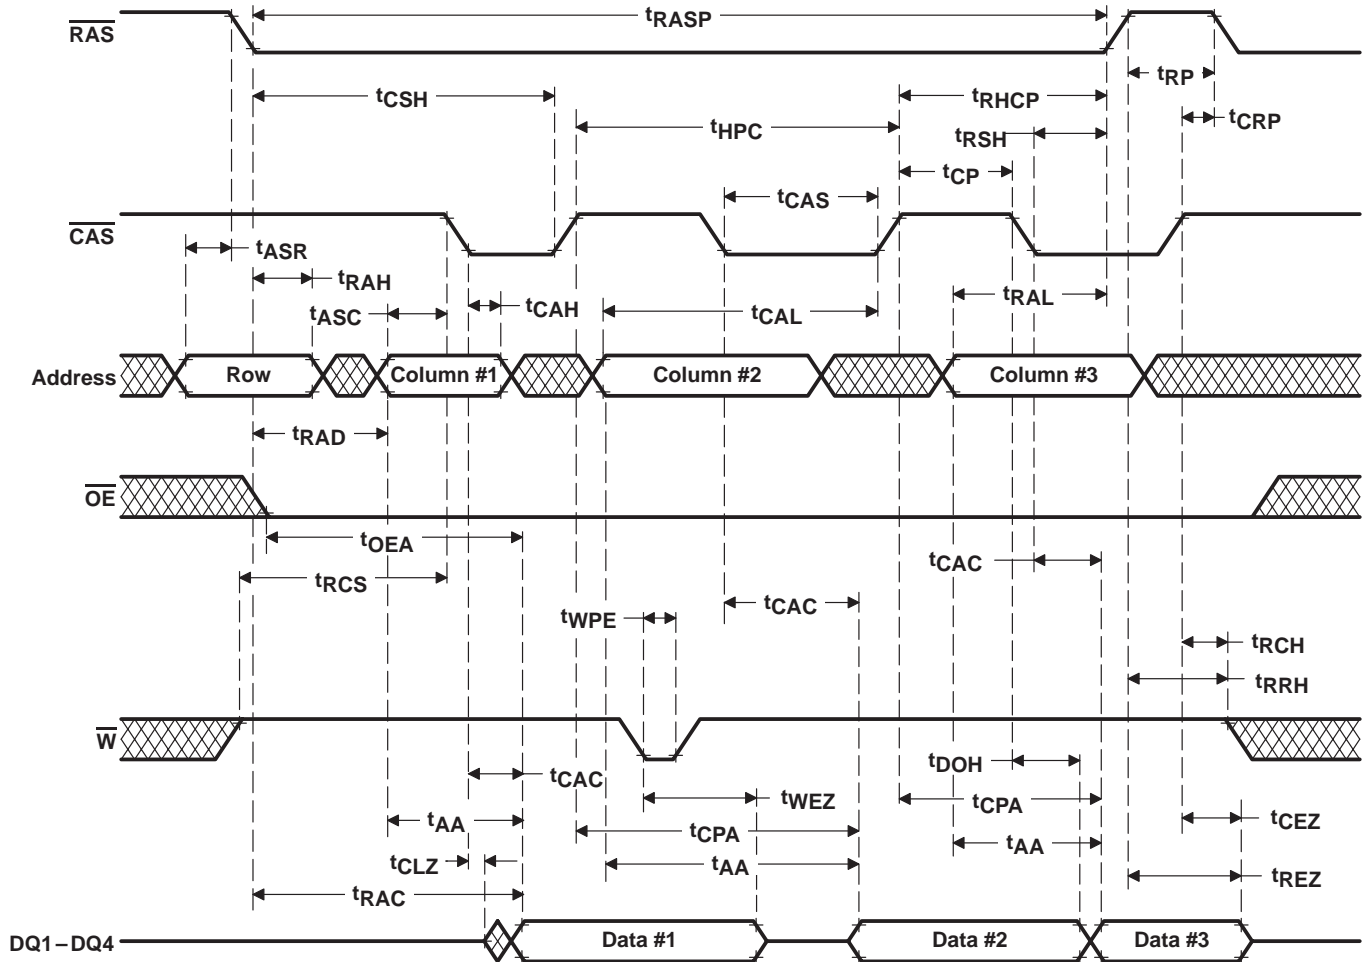 tRASP
RAS
tRP
tCSH
tRHCP
tHPC
tCRP
tRSH
tCP
tCAS
CAS
tASR
tRAH
tRAL
tASC
tCAH
tCAL
Address
Row
Column #1
Column #2
Column #3
tRAD
OE
tOEA
tCAC
tRCS
tCAC
tWPE
tRCH
tRRH
W
tDOH
tCAC
tWEZ
tCPA
tCEZ
tAA
tCPA
tAA
tCLZ
tAA
tREZ
tRAC
DQ1–DQ4
Data #1
Data #2
Data #3